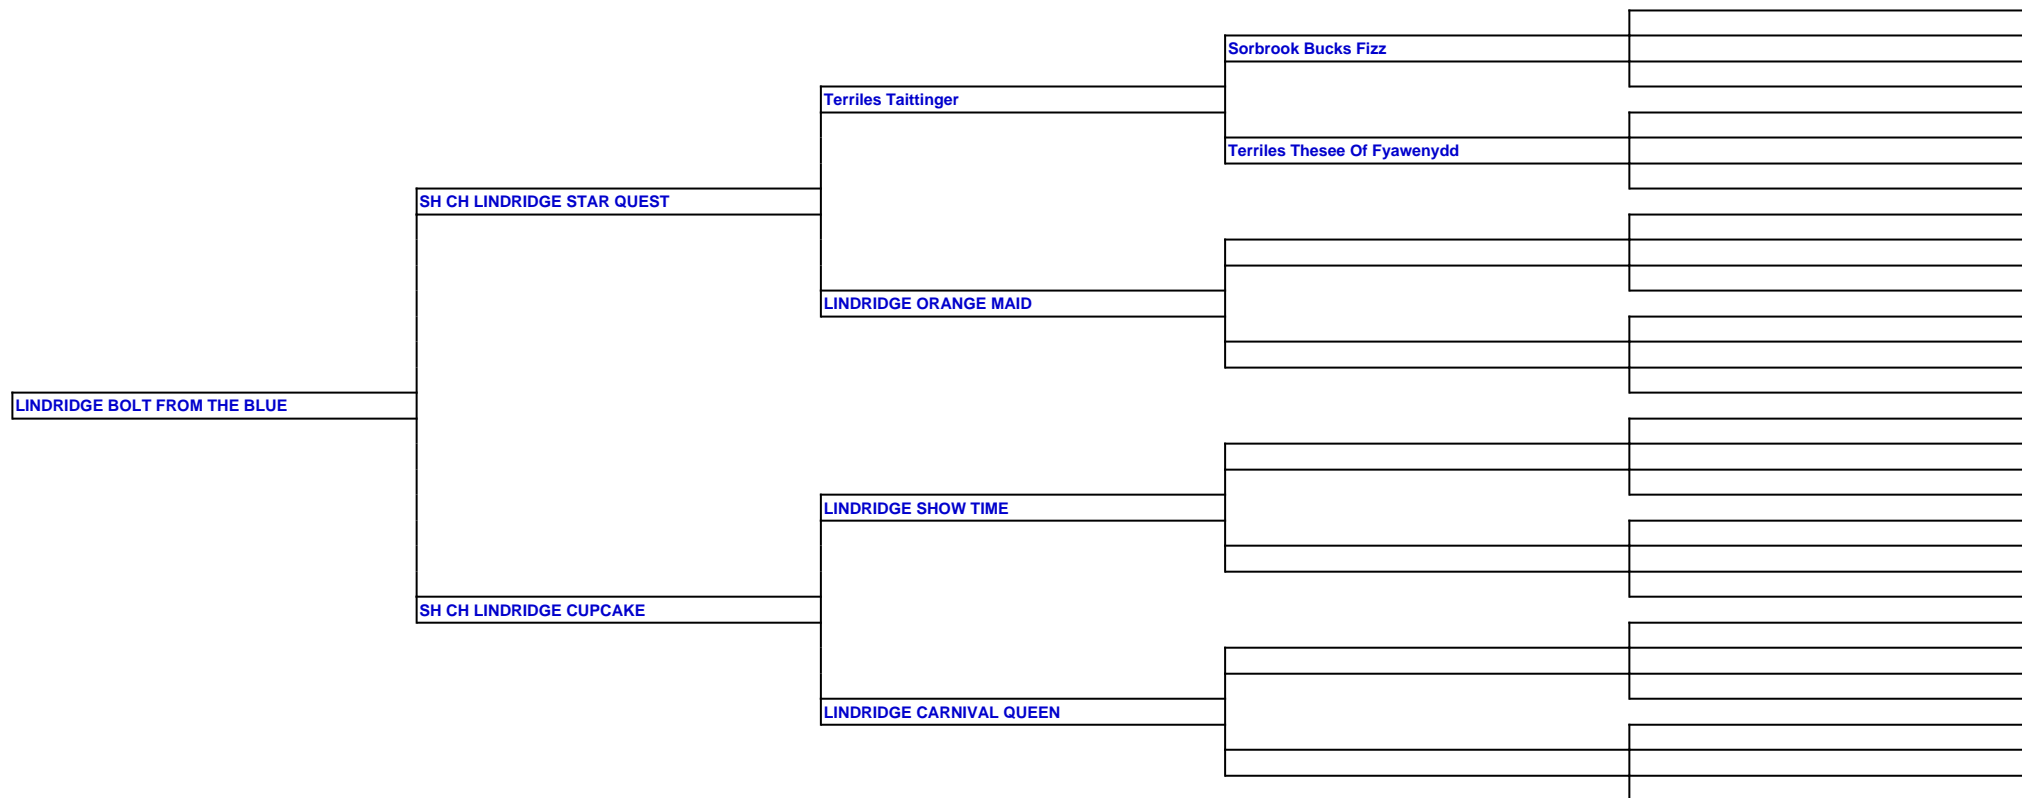 Sorbrook Bucks Fizz
Terriles Taittinger
Terriles Thesee Of Fyawenydd
SH CH LINDRIDGE STAR QUEST
LINDRIDGE ORANGE MAID
LINDRIDGE BOLT FROM THE BLUE
LINDRIDGE SHOW TIME
SH CH LINDRIDGE CUPCAKE
LINDRIDGE CARNIVAL QUEEN